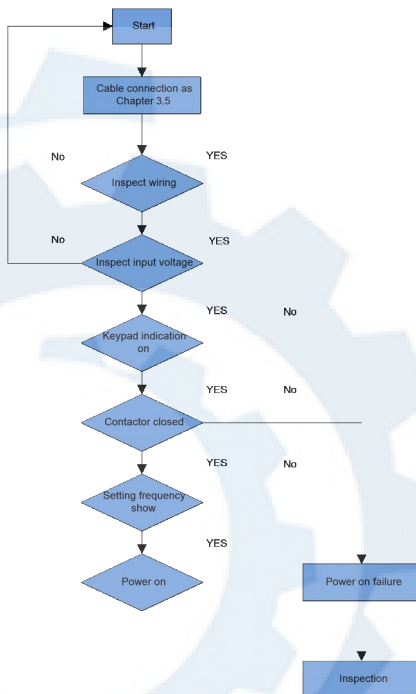 Start
Cable connection as
Chapter 3.5
No
YES
Inspect wiring
No
YES
Inspect input voltage
YES
No
Keypad indication
on
YES
No
Contactor closed
YES
No
Setting frequency
show
YES
Power on
Power on failure
Inspection